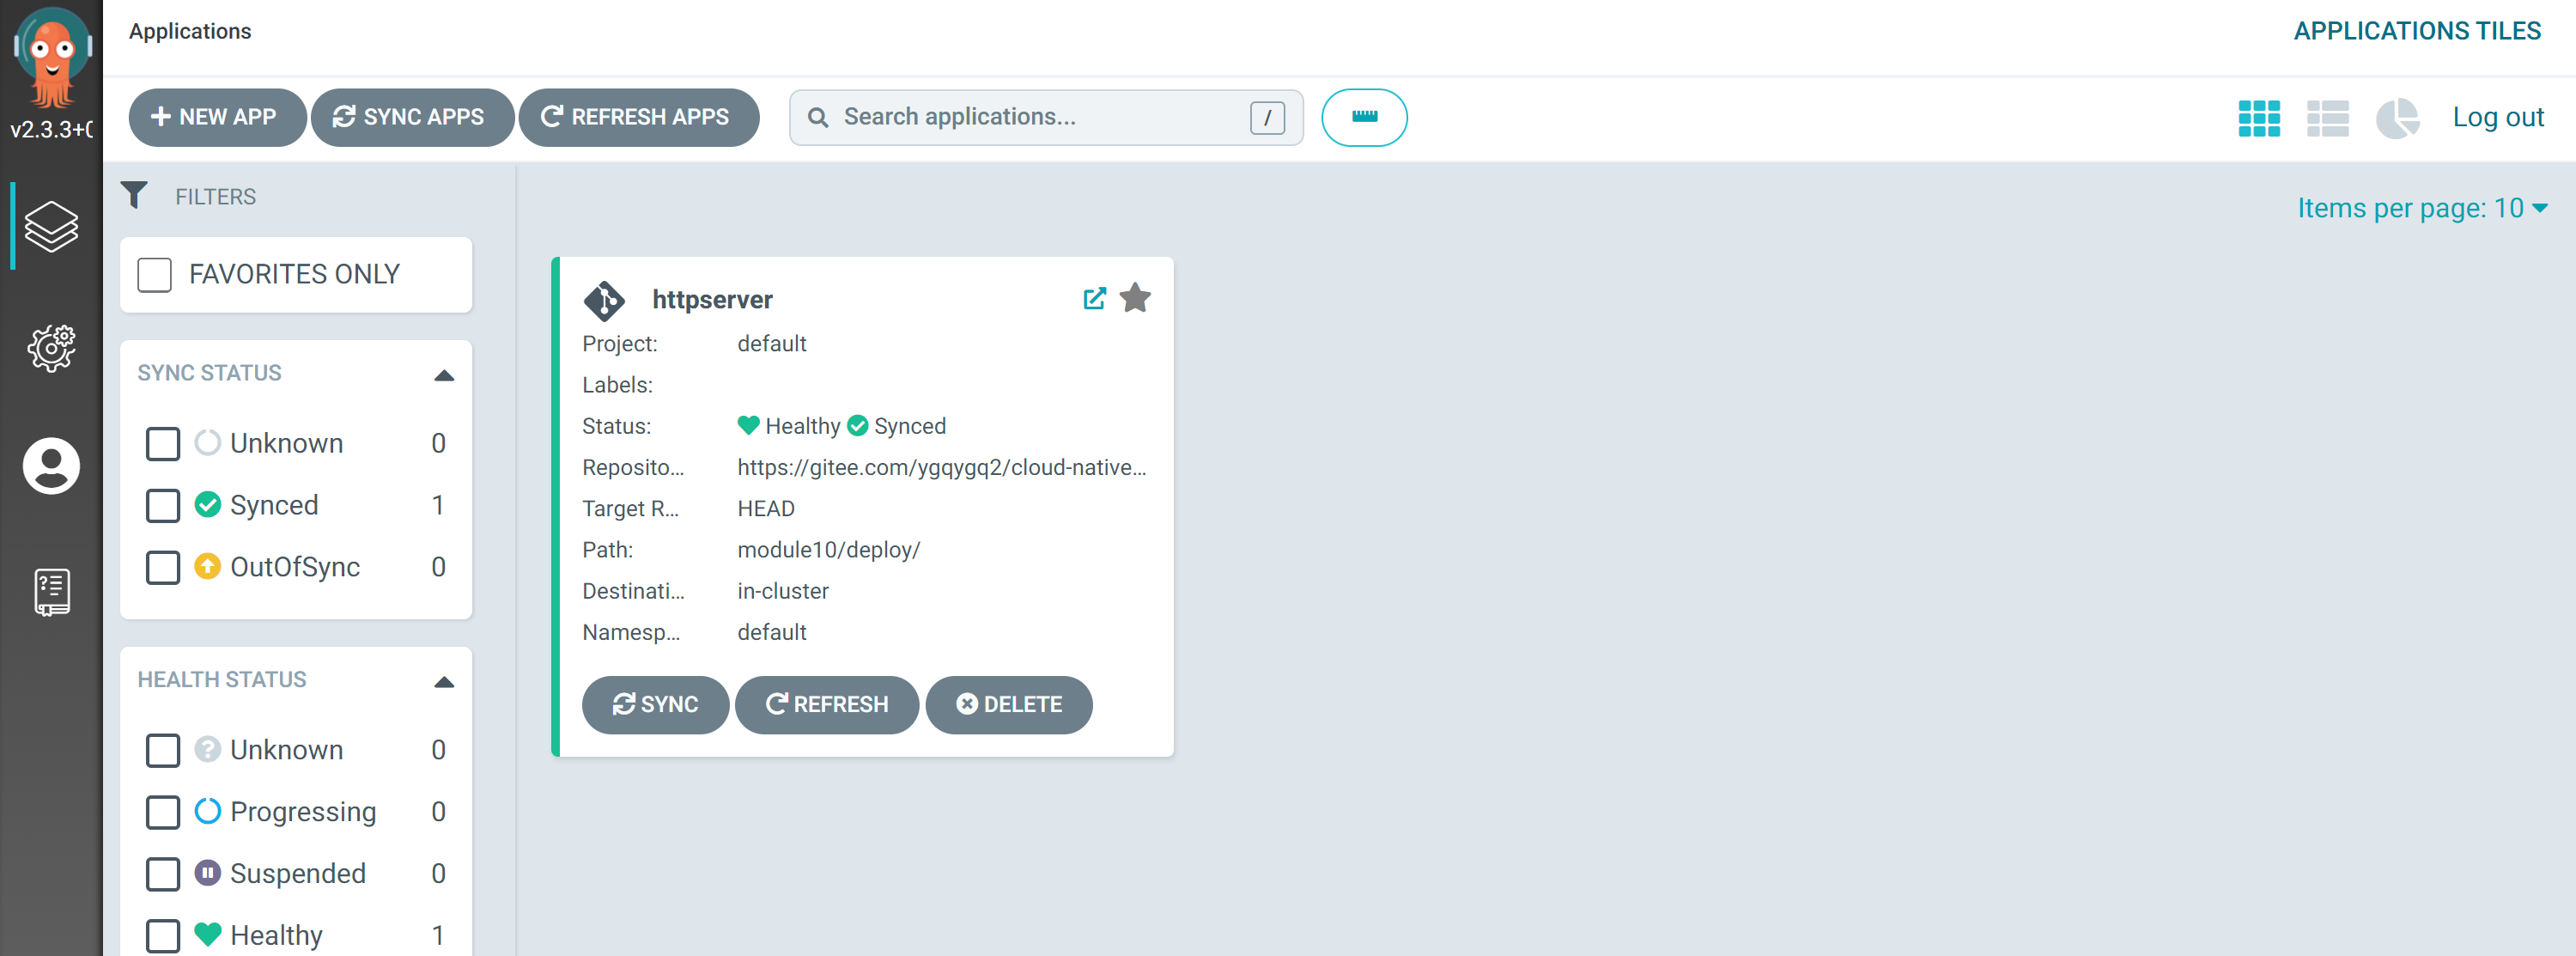 Applications
APPLICATIONS TILES
v2.3.3+0
NEW APP
SYNC APPS
REFRESH APPS
Search applications...
/
Log out
FILTERS
Items per page: 10
FAVORITES ONLY
SYNC STATUS
Unknown 0
Synced 1
OutOfSync 0
HEALTH STATUS
Unknown 0
Progressing 0
Suspended 0
Healthy 1
httpserver
Project: default
Labels:
Status: Healthy Synced
Reposito... https://gitee.com/ygqygq2/cloud-native...
Target R... HEAD
Path: module10/deploy/
Destinati... in-cluster
Namesp... default
SYNC
REFRESH
DELETE